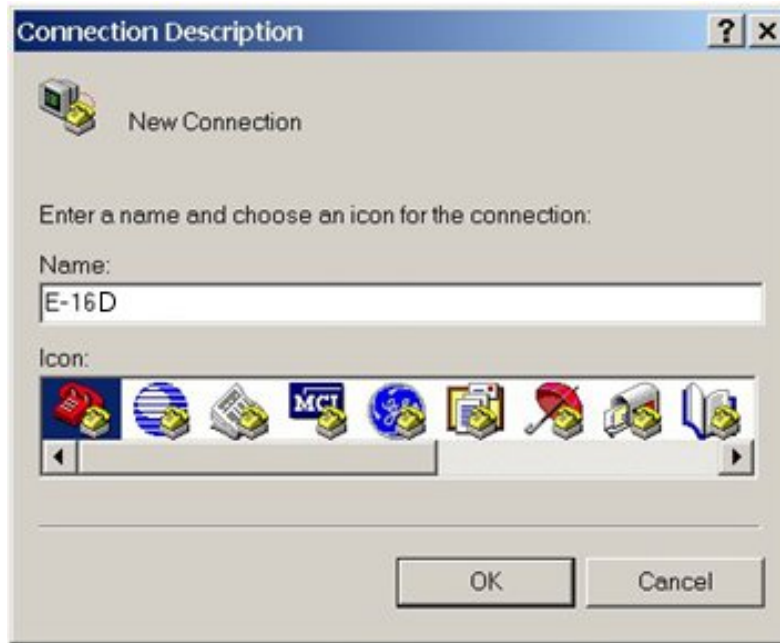 Connection Description
New Connection
Enter a name and choose an icon for the connection:
Name:
E-16D
Icon:
MCI
OK
Cancel